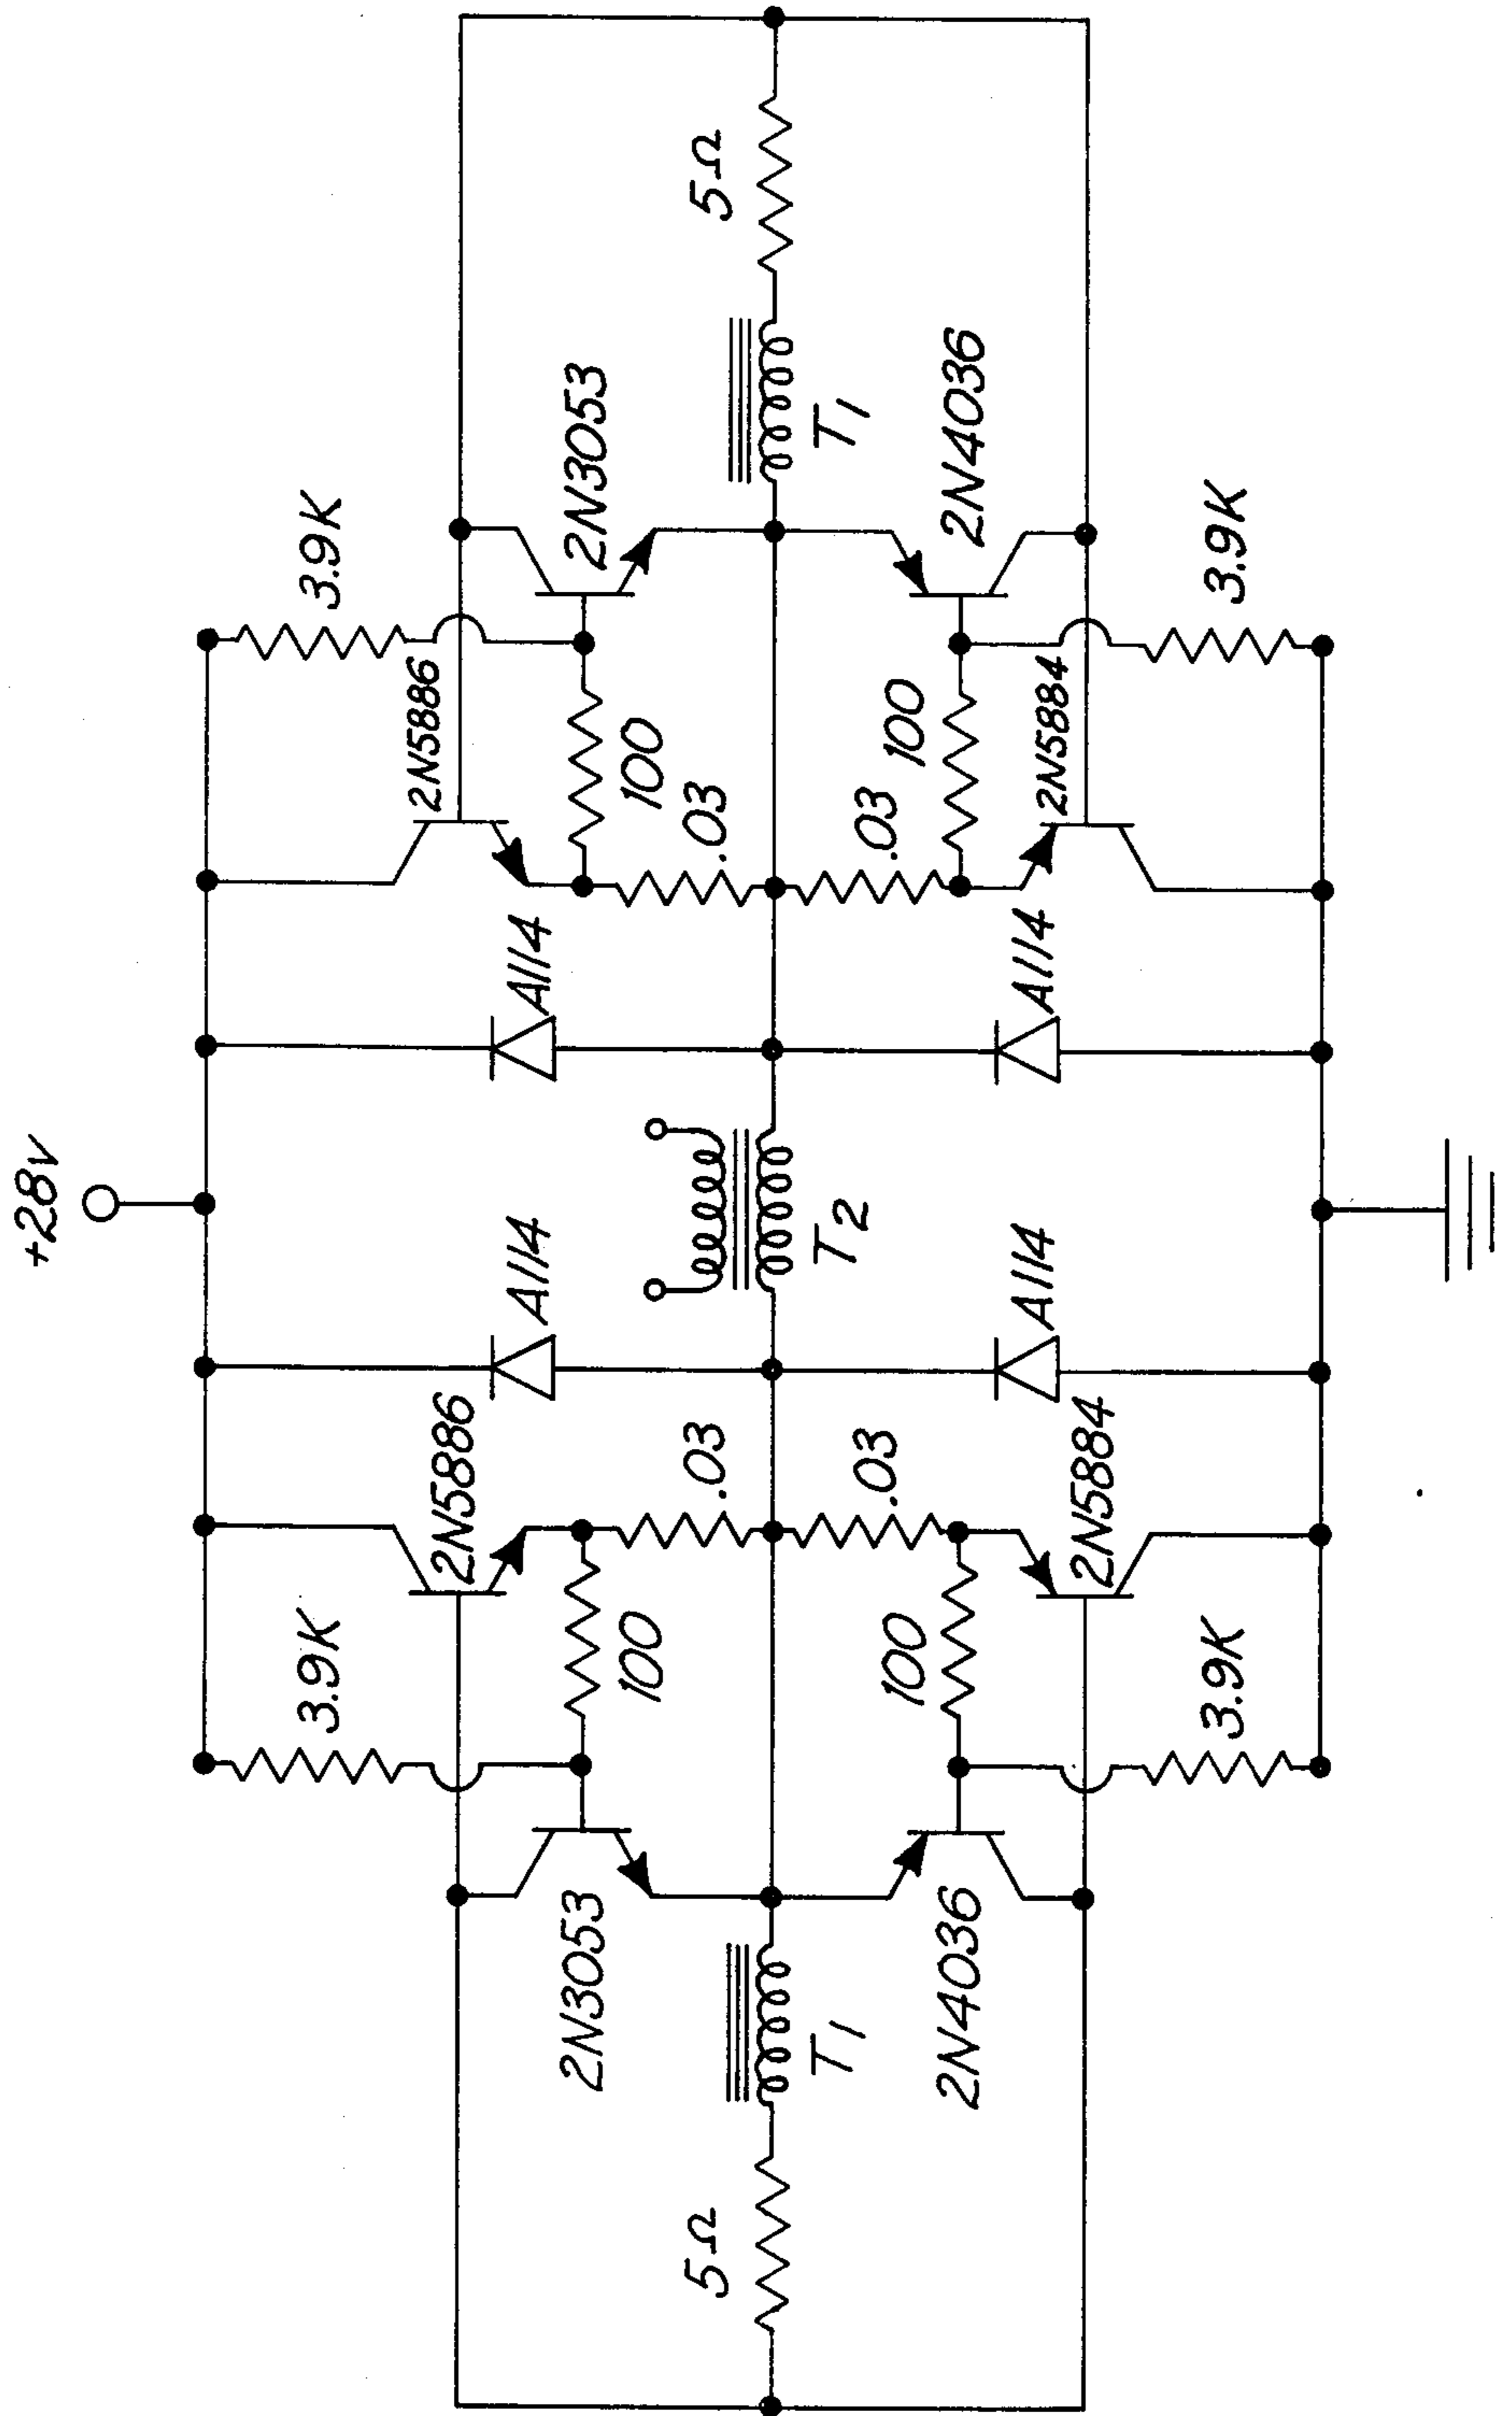 +28v
5Ω
3.9K
2N3053
T1
2N4036
3.9K
2N5886
100
.03
.03
100
2N5884
A114
A114
T2
A114
A114
2N5886
.03
.03
2N5884
3.9K
100
100
3.9K
2N3053
T1
2N4036
5Ω